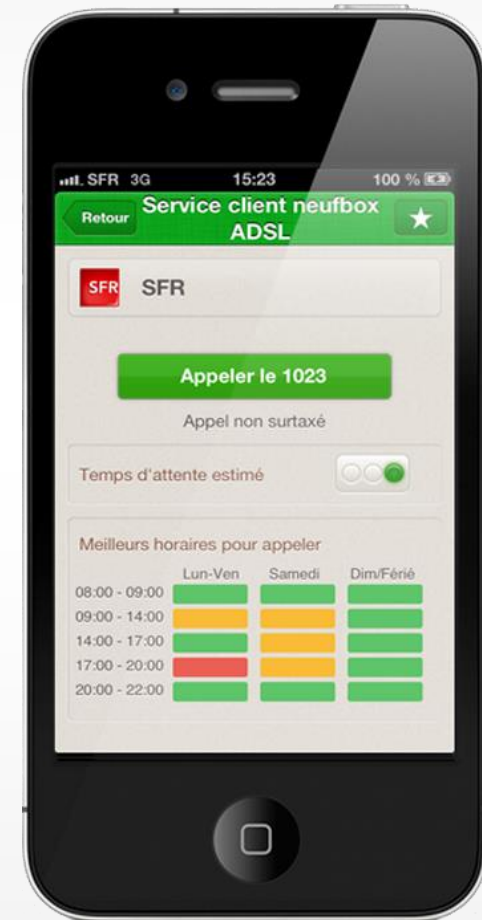 SFR 3G 15:23 100 %
Retour Service client neufbox
ADSL
SFR SFR
Appeler le 1023
Appel non surtaxé
Temps d'attente estimé
Meilleurs horaires pour appeler
Lun-Ven Samedi Dim/Férié
08:00 - 09:00
09:00 - 14:00
14:00 - 17:00
17:00 - 20:00
20:00 - 22:00